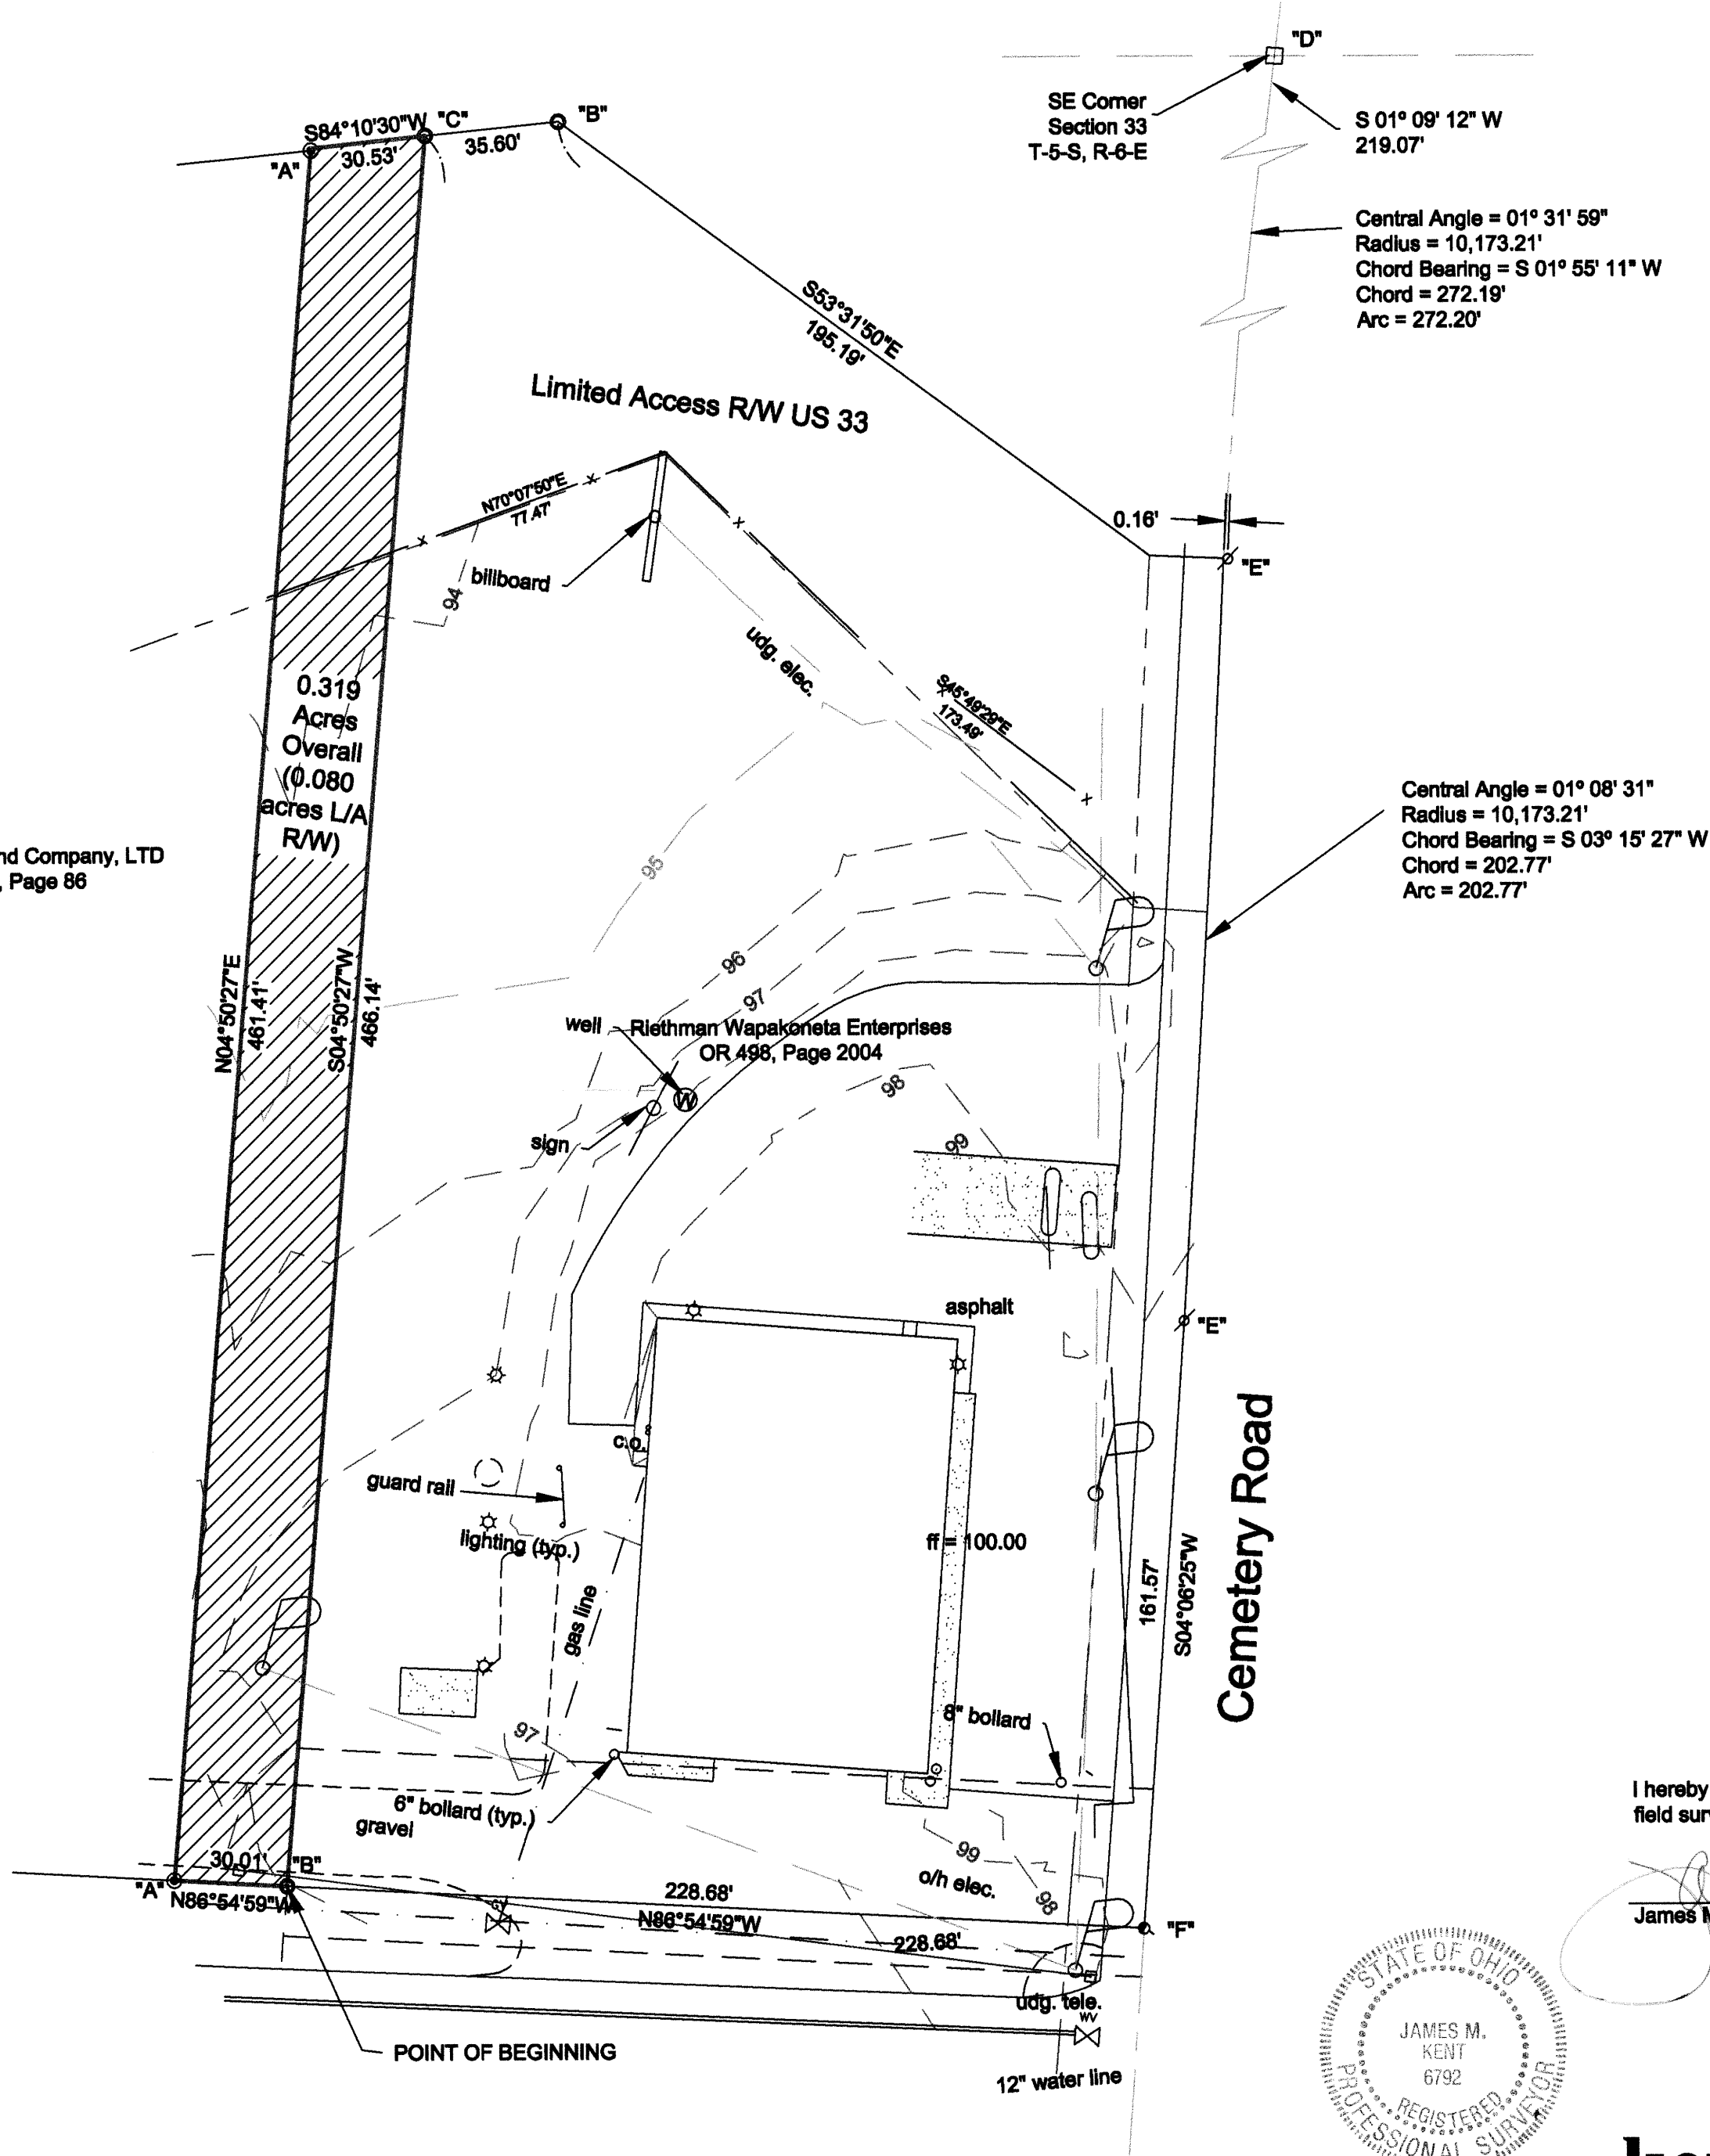 "D"
SE Corner
Section 33
T-5-S, R-6-E
S 01° 09' 12" W
219.07'
Central Angle = 01° 31' 59"
Radius = 10,173.21'
Chord Bearing = S 01° 55' 11" W
Chord = 272.19'
Arc = 272.20'
S84°10'30"W
30.53'
"A"
"C"
35.60'
"B"
S53°31'50"E
195.19'
Limited Access R/W US 33
N70°07'50"E
77.47'
billboard
94
0.16'
"E"
udg. elec.
S45°49'29"E
173.49'
0.319
Acres
Overall
(0.080
acres L/A
R/W)
Central Angle = 01° 08' 31"
Radius = 10,173.21'
Chord Bearing = S 03° 15' 27" W
Chord = 202.77'
Arc = 202.77'
nd Company, LTD
, Page 86
95
96
97
N04°50'27"E
461.41'
S04°50'27"W
466.14'
well
Riethman Wapakoneta Enterprises
OR 498, Page 2004
W
sign
98
99
asphalt
"E"
c.o.
guard rail
lighting (typ.)
ff = 100.00
gas line
161.57'
S04°06'25"W
Cemetery Road
97
8" bollard
6" bollard (typ.)
gravel
99
o/h elec.
98
30.01'
"B"
"A"
N86°54'59"W
228.68'
N86°54'59"W
228.68'
"F"
udg. tele.
wv
12" water line
POINT OF BEGINNING
I hereby
field sur
James M
STATE OF OHIO
JAMES M.
KENT
6792
REGISTERED
PROFESSIONAL SURVEYOR